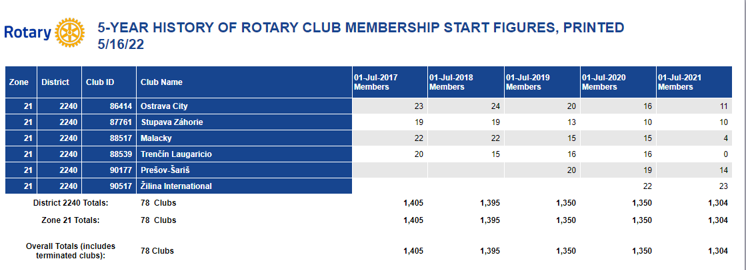 Rotary
5-YEAR HISTORY OF ROTARY CLUB MEMBERSHIP START FIGURES, PRINTED
5/16/22
Zone District Club ID Club Name 01-Jul-2017 Members 01-Jul-2018 Members 01-Jul-2019 Members 01-Jul-2020 Members 01-Jul-2021 Members
21 2240 86414 Ostrava City 23 24 20 16 11
21 2240 87761 Stupava Záhorie 19 19 13 10 10
21 2240 88517 Malacky 22 22 15 15 4
21 2240 88539 Trenčín Laugaricio 20 15 16 16 0
21 2240 90177 Prešov-Šariš 20 19 14
21 2240 90517 Žilina International 22 23
District 2240 Totals: 78 Clubs 1,405 1,395 1,350 1,350 1,304
Zone 21 Totals: 78 Clubs 1,405 1,395 1,350 1,350 1,304
Overall Totals (includes
terminated clubs): 78 Clubs 1,405 1,395 1,350 1,350 1,304